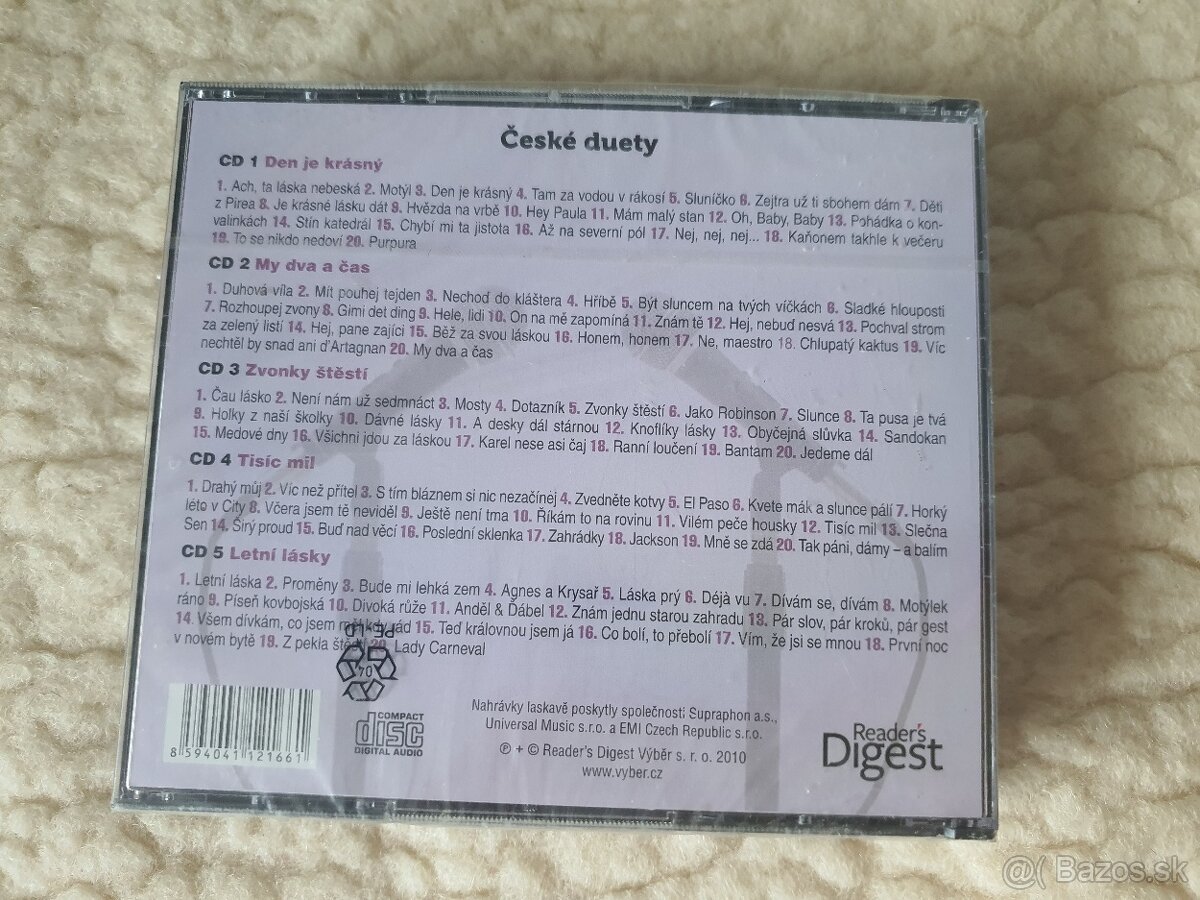 České duety
CD 1 Den je krásný
1. Ach, ta láska nebeská 2. Motýl 3. Den je krásný 4. Tam za vodou v rákosí 5. Sluníčko 6. Zejtra už ti sbohem dám 7. Děti
z Pirea 8. Je krásné lásku dát 9. Hvězda na vrbě 10. Hey Paula 11. Mám malý stan 12. Oh, Baby, Baby 13. Pohádka o kon-
valinkách 14. Stín katedrál 15. Chybí mi ta jistota 16. Až na severní pól 17. Nej, nej, nej... 18. Kaňonem takhle k večeru
19. To se nikdo nedoví 20. Purpura
CD 2 My dva a čas
1. Duhová víla 2. Mít pouhej tejden 3. Nechoď do kláštera 4. Hříbě 5. Být sluncem na tvých víčkách 6. Sladké hlouposti
7. Rozhoupej zvony 8. Gimi det ding 9. Hele, lidi 10. On na mě zapomíná 11. Znám tě 12. Hej, nebuď nesvá 13. Pochval strom
za zelený listí 14. Hej, pane zajíci 15. Běž za svou láskou 16. Honem, honem 17. Ne, maestro 18. Chlupatý kaktus 19. Víc
nechtěl by snad ani d'Artagnan 20. My dva a čas
CD 3 Zvonky štěstí
1. Čau lásko 2. Není nám už sedmnáct 3. Mosty 4. Dotazník 5. Zvonky štěstí 6. Jako Robinson 7. Slunce 8. Ta pusa je tvá
9. Holky z naší školky 10. Dávné lásky 11. A desky dál stárnou 12. Knoflíky lásky 13. Obyčejná slůvka 14. Sandokan
15. Medové dny 16. Všichni jdou za láskou 17. Karel nese asi čaj 18. Ranní loučení 19. Bantam 20. Jedeme dál
CD 4 Tisíc mil
1. Drahý můj 2. Víc než přítel 3. S tím bláznem si nic nezačínej 4. Zvedněte kotvy 5. El Paso 6. Kvete mák a slunce pálí 7. Horký
léto v City 8. Včera jsem tě neviděl 9. Ještě není tma 10. Říkám to na rovinu 11. Vilém peče housky 12. Tisíc mil 13. Slečna
Sen 14. Širý proud 15. Buď nad věcí 16. Poslední sklenka 17. Zahrádky 18. Jackson 19. Mně se zdá 20. Tak páni, dámy – a balím
CD 5 Letní lásky
1. Letní láska 2. Proměny 3. Bude mi lehká zem 4. Agnes a Krysař 5. Láska prý 6. Déjà vu 7. Dívám se, dívám 8. Motýlek
ráno 9. Píseň kovbojská 10. Divoká růže 11. Anděl & Ďábel 12. Znám jednu starou zahradu 13. Pár slov, pár kroků, pár gest
14. Všem dívkám, co jsem měl kdy rád 15. Teď královnou jsem já 16. Co bolí, to přebolí 17. Vím, že jsi se mnou 18. První noc
v novém bytě 19. Z pekla štěstí 20. Lady Carneval
PE-LD
04
8 594041 121661
COMPACT
disc
DIGITAL AUDIO
Nahrávky laskavě poskytly společnosti Supraphon a.s.,
Universal Music s.r.o. a EMI Czech Republic s.r.o.
℗ + © Reader's Digest Výběr s. r. o. 2010
www.vyber.cz
Reader's
Digest
@( Bazos.sk